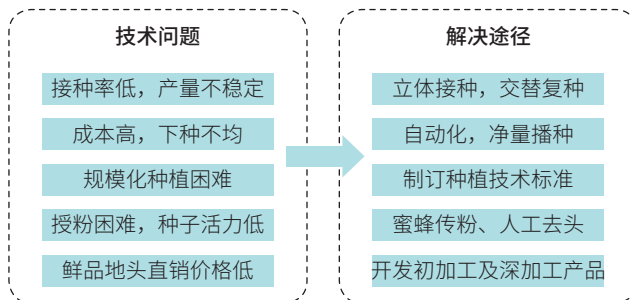 技术问题
接种率低，产量不稳定
成本高，下种不均
规模化种植困难
授粉困难，种子活力低
鲜品地头直销价格低
解决途径
立体接种，交替复种
自动化，净量播种
制订种植技术标准
蜜蜂传粉、人工去头
开发初加工及深加工产品